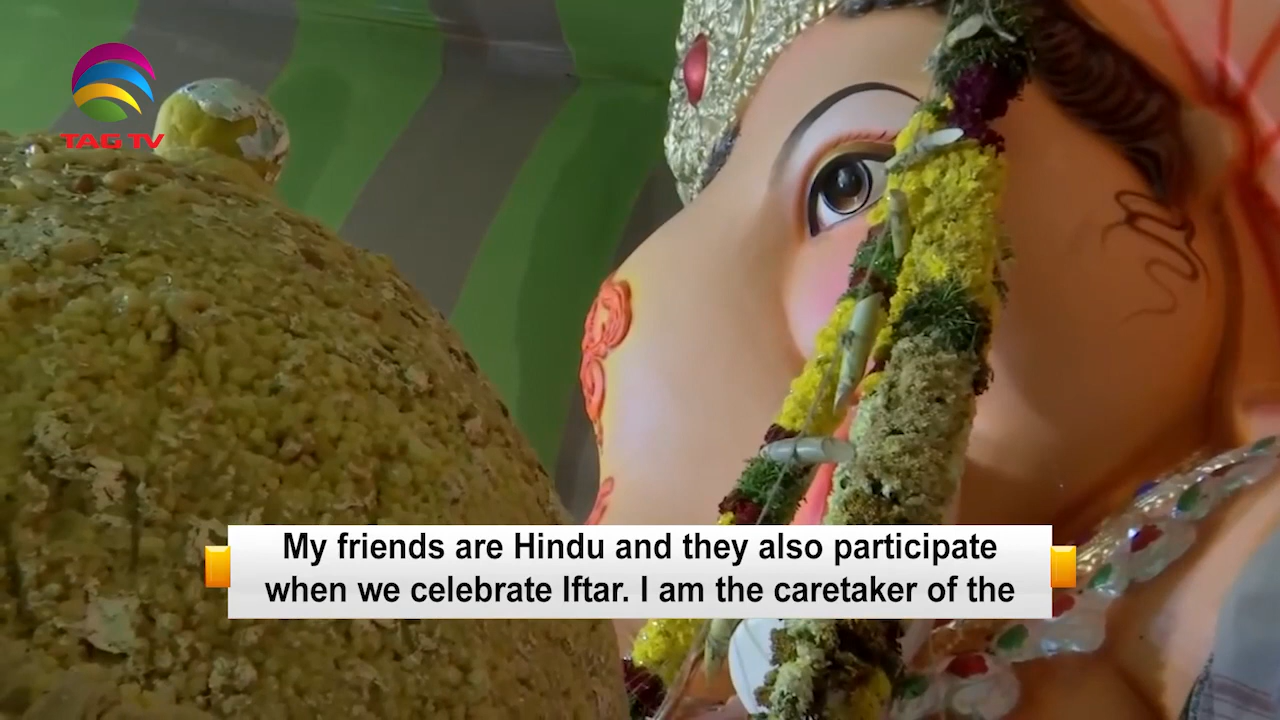 TAG TV
My friends are Hindu and they also participate
when we celebrate Iftar. I am the caretaker of the